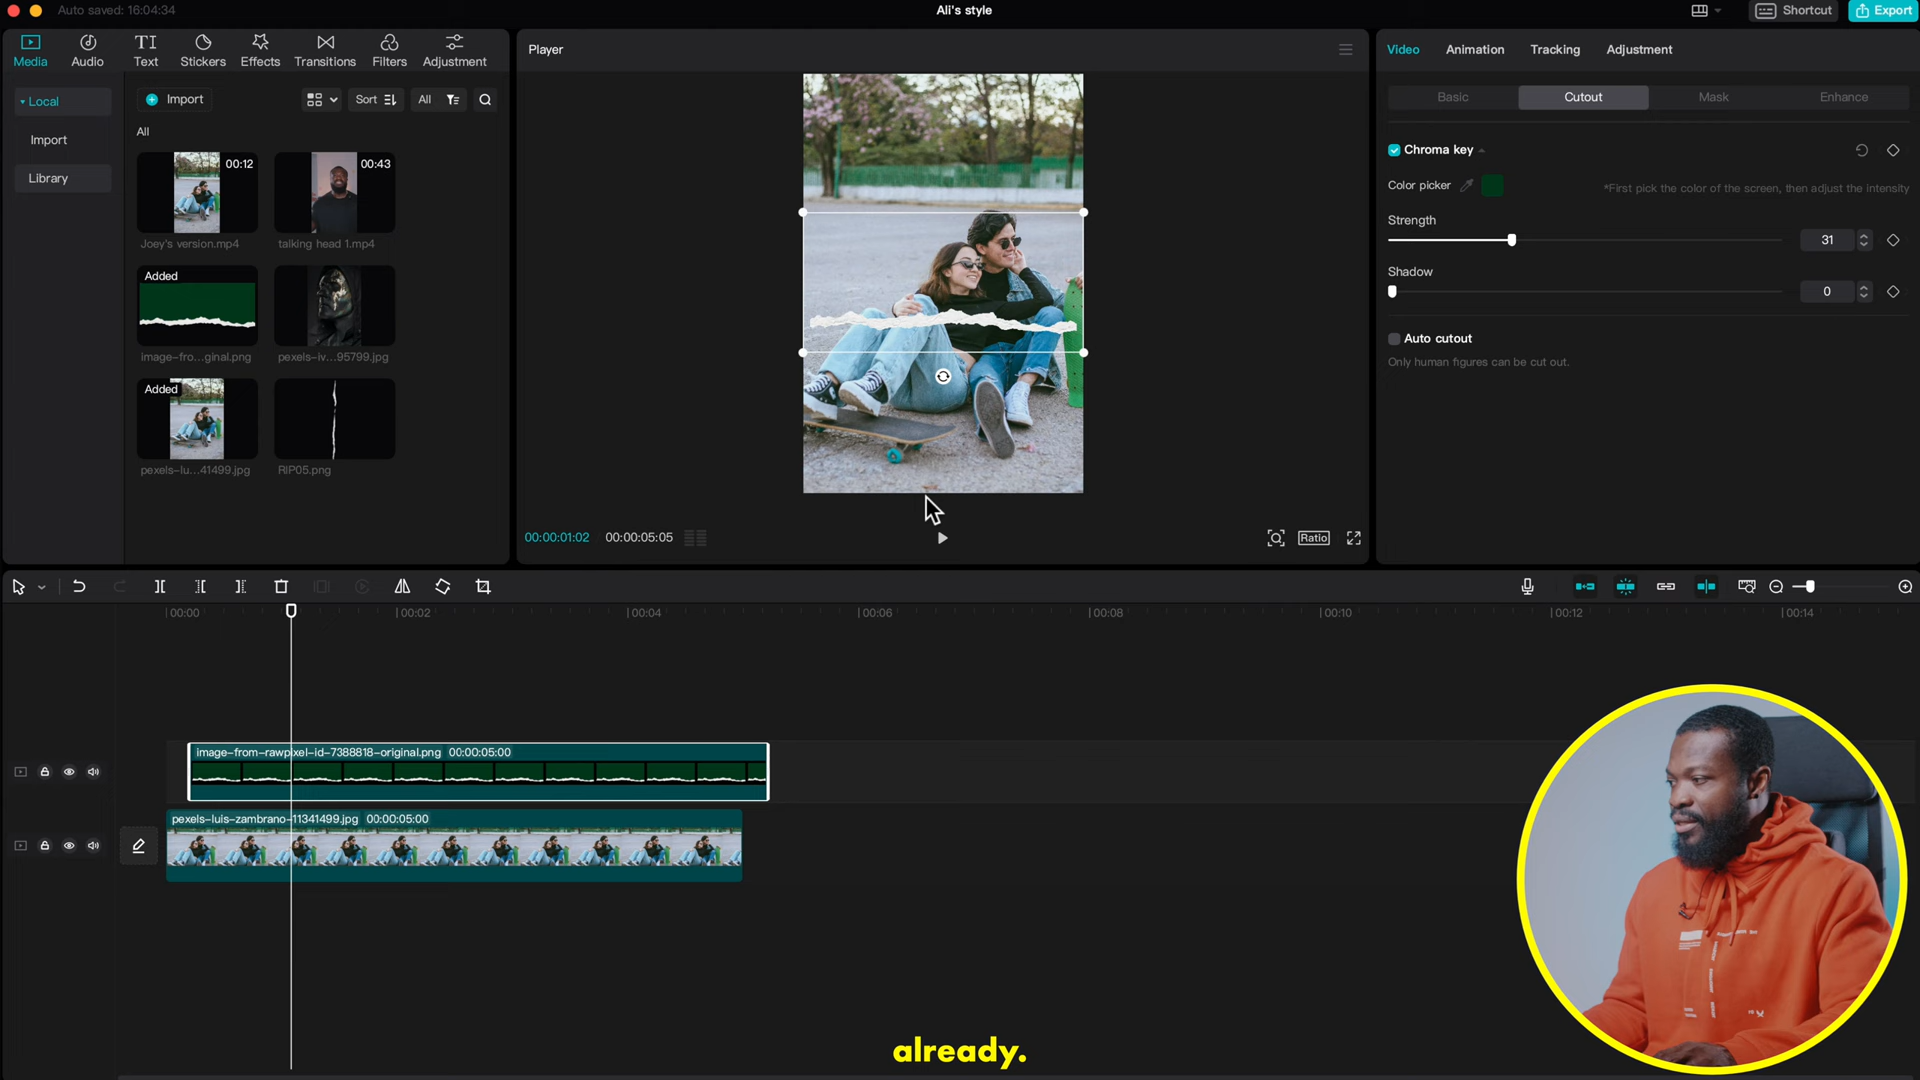 Auto saved: 16:04:34
Ali's style
Shortcut
Export
Media
Audio
TI
Text
Stickers
Effects
Transitions
Filters
Adjustment
Local
Import
Library
Import
Sort
All
All
00:12
Joey's version.mp4
00:43
talking head 1.mp4
Added
image-fro...ginal.png
pexels-iv...95799.jpg
Added
pexels-lu...41499.jpg
RIP05.png
Player
00:00:01:02
00:00:05:05
Ratio
Video
Animation
Tracking
Adjustment
Basic
Cutout
Mask
Enhance
Chroma key
Color picker
*First pick the color of the screen, then adjust the intensity
Strength
31
Shadow
0
Auto cutout
Only human figures can be cut out.
00:00
00:02
00:04
00:06
00:08
00:10
00:12
00:14
image-from-rawpixel-id-7388818-original.png 00:00:05:00
pexels-luis-zambrano-11341499.jpg 00:00:05:00
already.